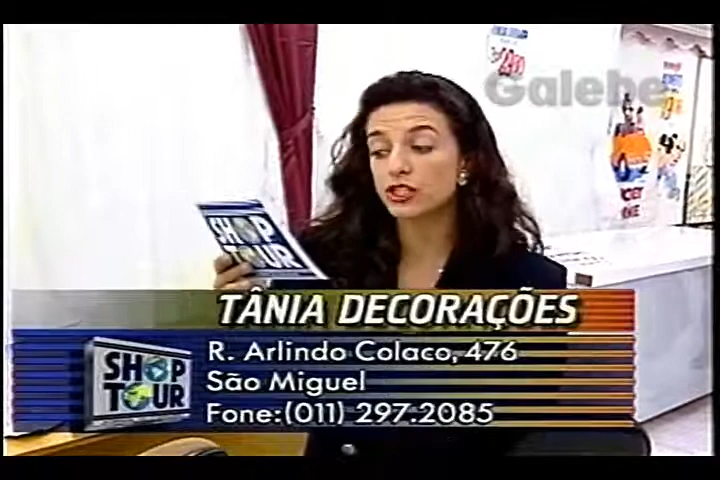 Galebe
SHOP
TOUR
TÂNIA DECORAÇÕES
R. Arlindo Colaco, 476
São Miguel
Fone:(011) 297.2085
SHOP
TOUR